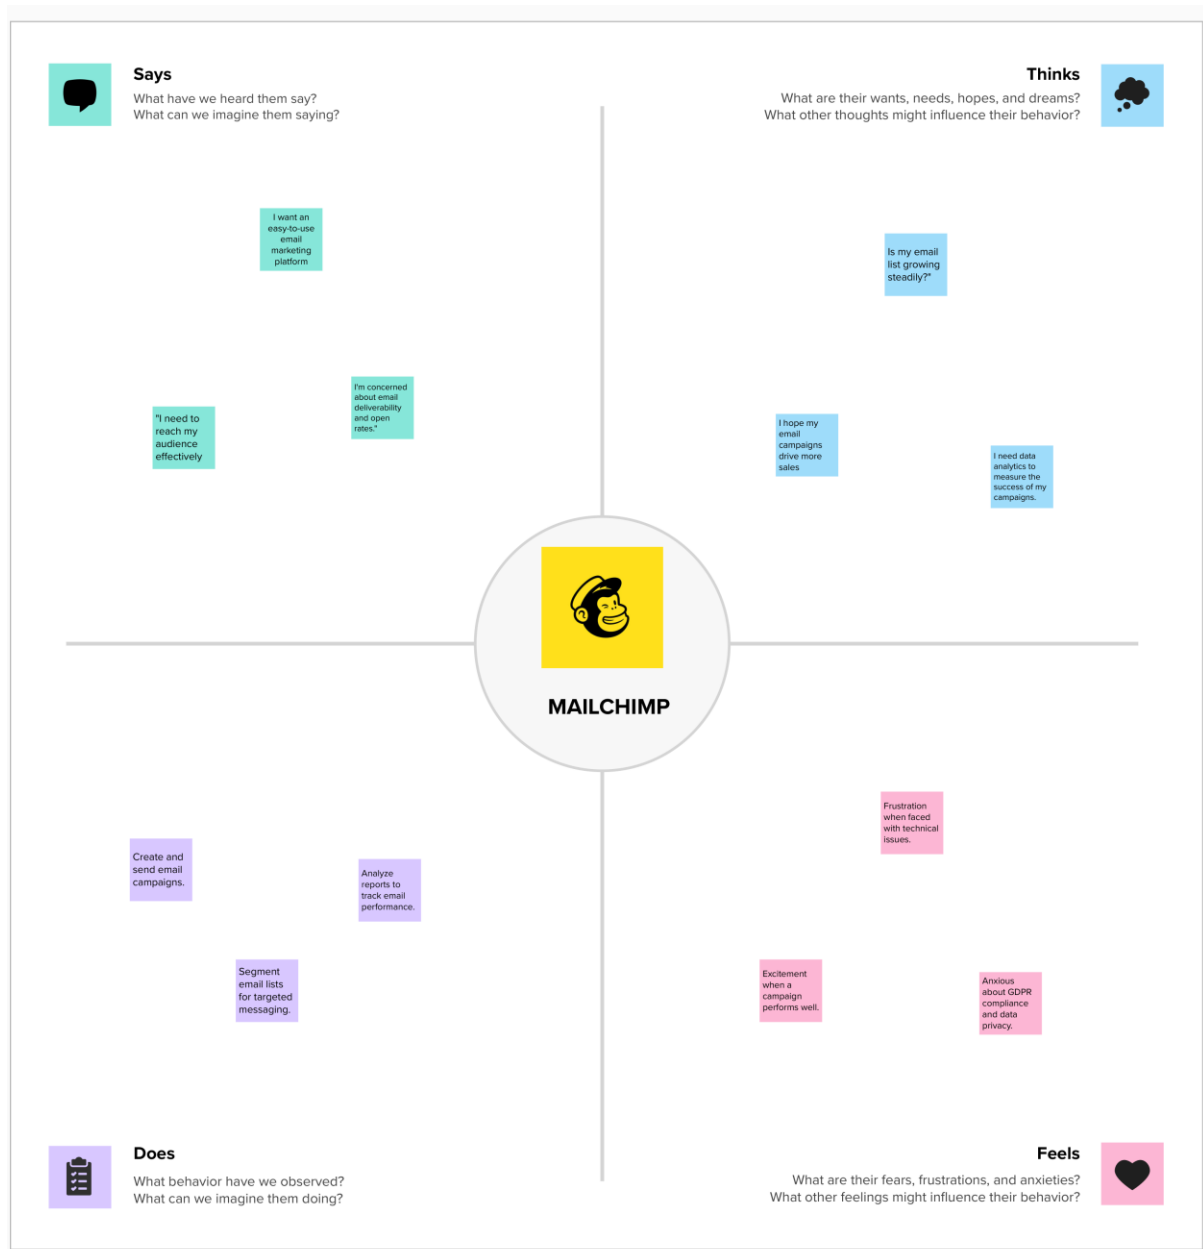 Says
What have we heard them say?
What can we imagine them saying?
Thinks
What are their wants, needs, hopes, and dreams?
What other thoughts might influence their behavior?
I want an
easy-to-use
email
marketing
platform
"I need to
reach my
audience
effectively
I'm concerned
about email
deliverability
and open
rates."
Is my email
list growing
steadily?"
I hope my
email
campaigns
drive more
sales
I need data
analytics to
measure the
success of my
campaigns.
MAILCHIMP
Create and
send email
campaigns.
Analyze
reports to
track email
performance.
Segment
email lists
for targeted
messaging.
Frustration
when faced
with technical
issues.
Excitement
when a
campaign
performs well.
Anxious
about GDPR
compliance
and data
privacy.
Does
What behavior have we observed?
What can we imagine them doing?
Feels
What are their fears, frustrations, and anxieties?
What other feelings might influence their behavior?